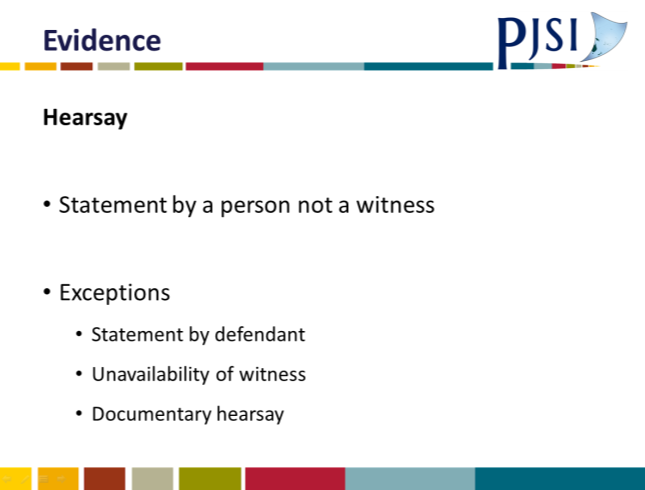 Evidence
PJSI
Hearsay
• Statement by a person not a witness
• Exceptions
• Statement by defendant
• Unavailability of witness
• Documentary hearsay